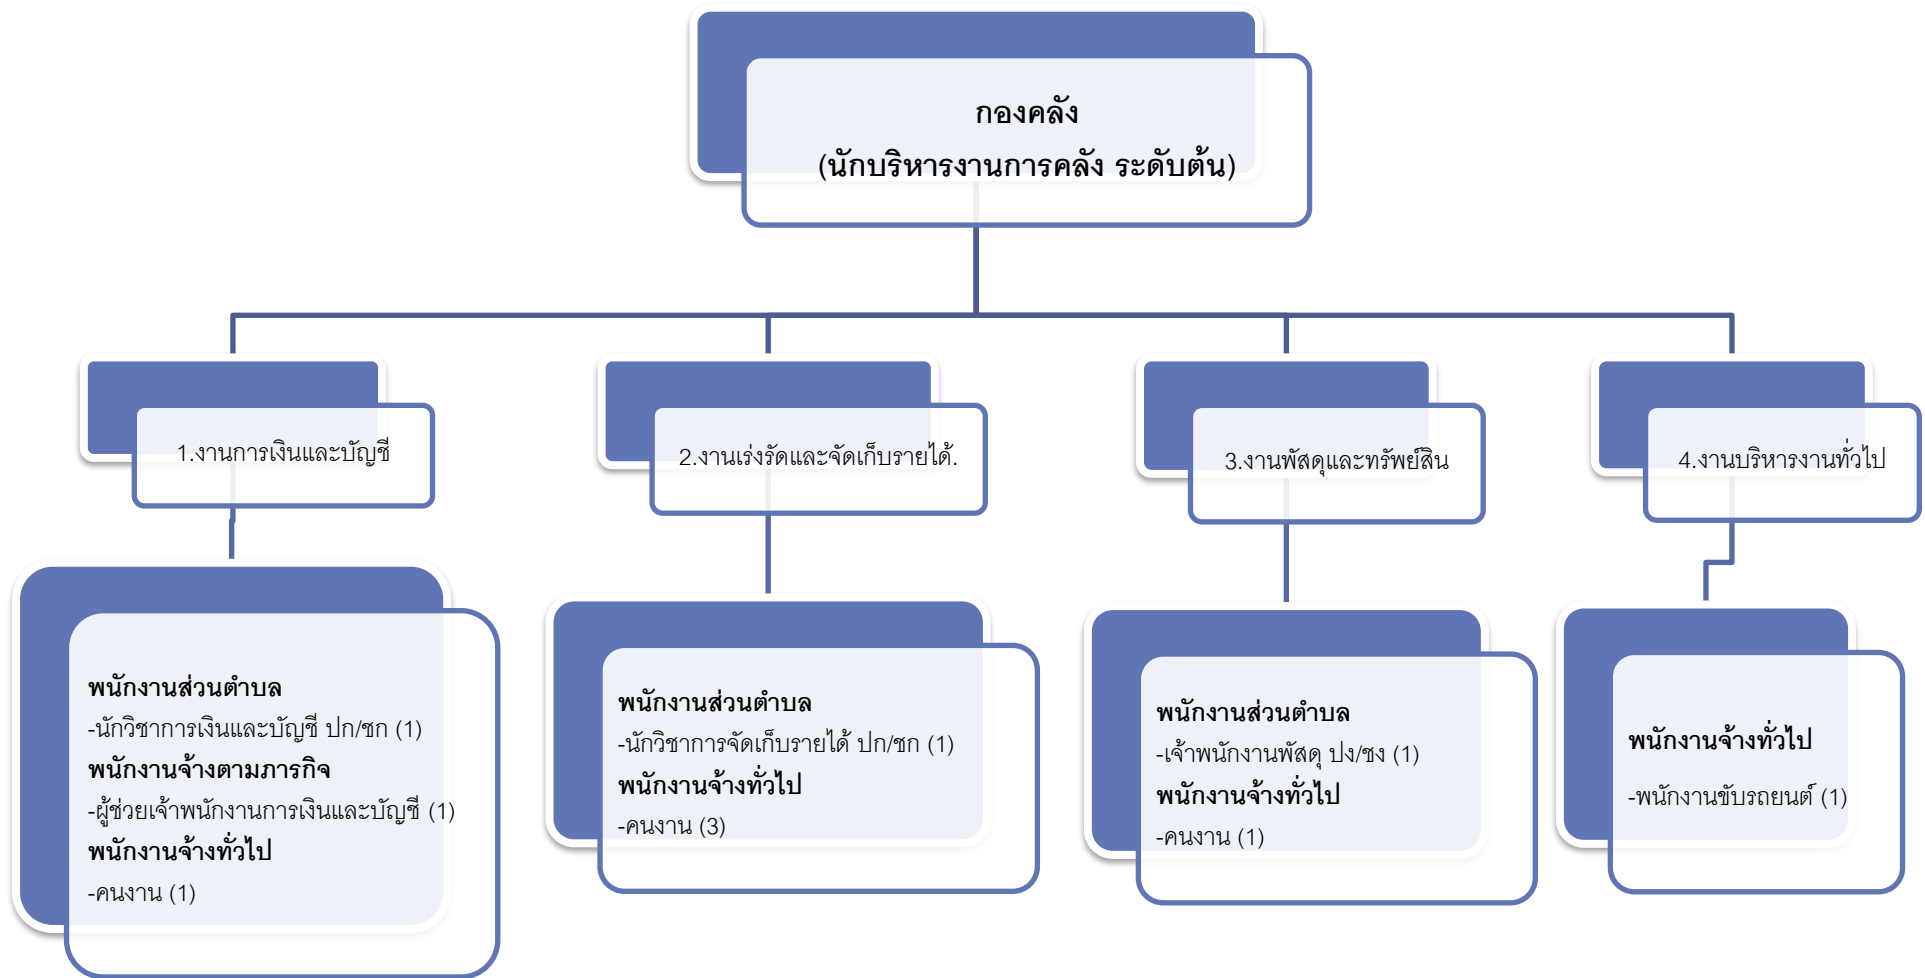 กองคลัง
(นักบริหารงานการคลัง ระดับต้น)
1.งานการเงินและบัญชี
2.งานเร่งรัดและจัดเก็บรายได้.
3.งานพัสดุและทรัพย์สิน
4.งานบริหารงานทั่วไป
พนักงานส่วนตำบล
-นักวิชาการเงินและบัญชี ปก/ชก (1)
พนักงานจ้างตามภารกิจ
-ผู้ช่วยเจ้าพนักงานการเงินและบัญชี (1)
พนักงานจ้างทั่วไป
-คนงาน (1)
พนักงานส่วนตำบล
-นักวิชาการจัดเก็บรายได้ ปก/ชก (1)
พนักงานจ้างทั่วไป
-คนงาน (3)
พนักงานส่วนตำบล
-เจ้าพนักงานพัสดุ ปง/ชง (1)
พนักงานจ้างทั่วไป
-คนงาน (1)
พนักงานจ้างทั่วไป
-พนักงานขับรถยนต์ (1)